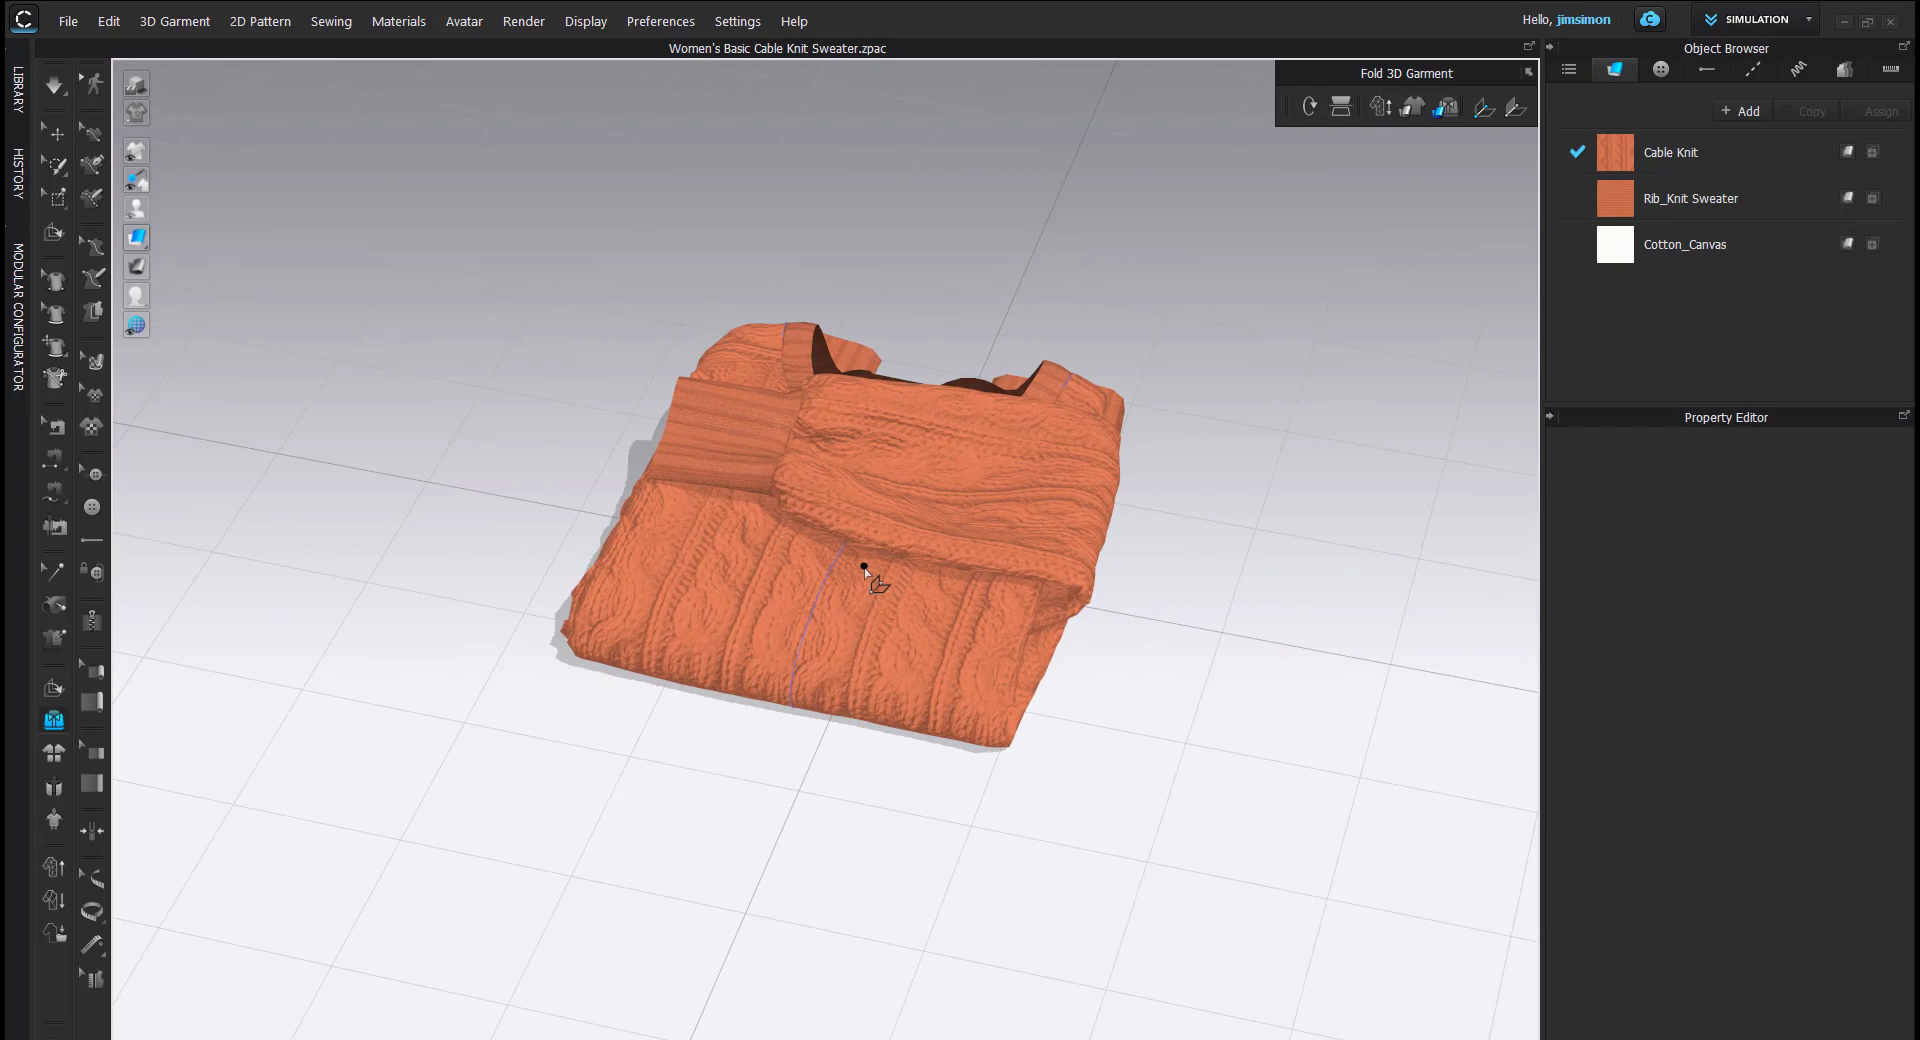 File Edit 3D Garment 2D Pattern Sewing Materials Avatar Render Display Preferences Settings Help
Hello, jimsimon
SIMULATION
Women's Basic Cable Knit Sweater.zpac
Object Browser
LIBRARY
HISTORY
MODULAR CONFIGURATOR
Fold 3D Garment
+ Add
Copy
Assign
Cable Knit
Rib_Knit Sweater
Cotton_Canvas
Property Editor